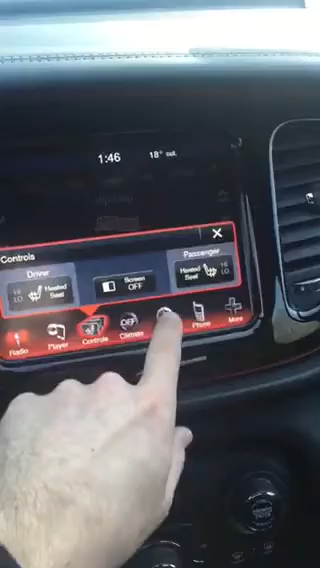 1:46 18° out.
Controls X
Driver Passenger
HI
LO
Heated
Seat
Screen
OFF
Heated
Seat
HI
LO
Radio Player Controls OFF Climate Phone More